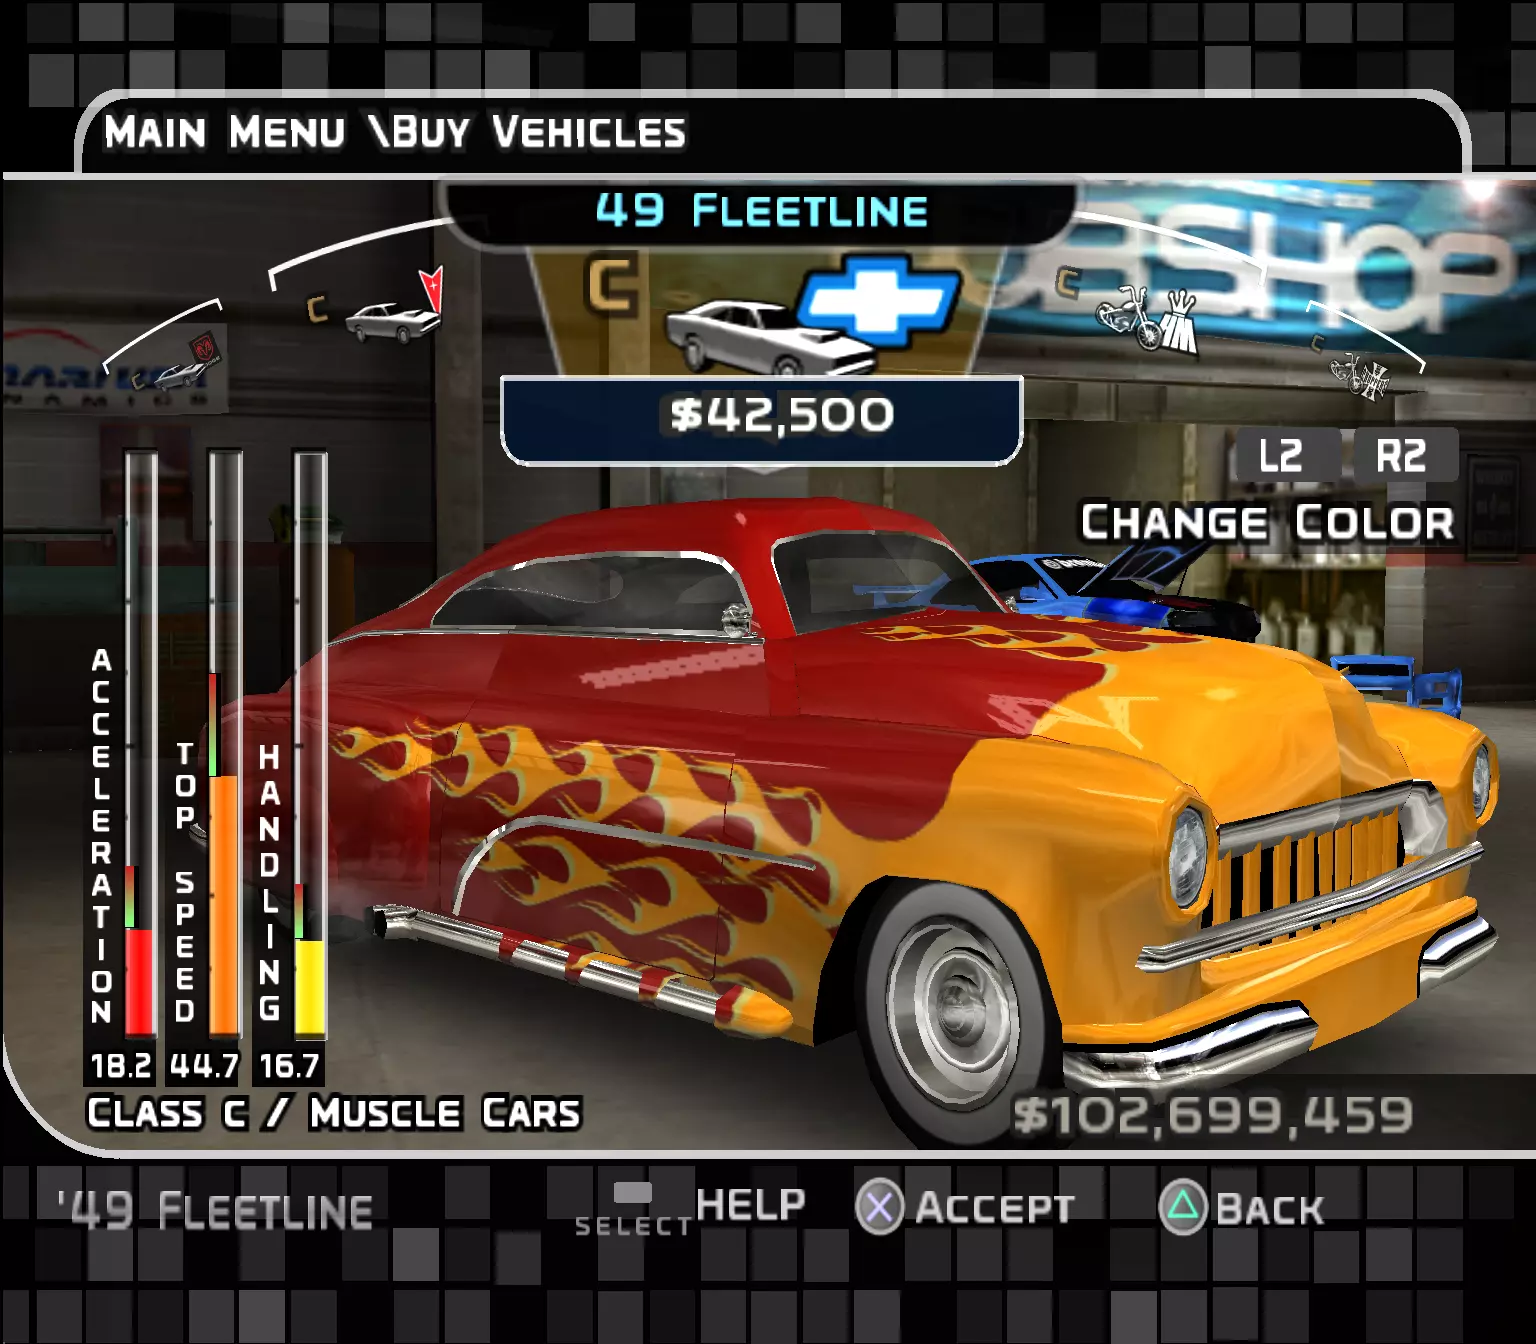 MAIN MENU \BUY VEHICLES
49 FLEETLINE
C
C
C
C
C
$42,500
L2 R2
CHANGE COLOR
ACCELERATION
TOP SPEED
HANDLING
18.2 44.7 16.7
CLASS C / MUSCLE CARS
$102,699,459
'49 FLEETLINE
SELECT HELP
ACCEPT
BACK